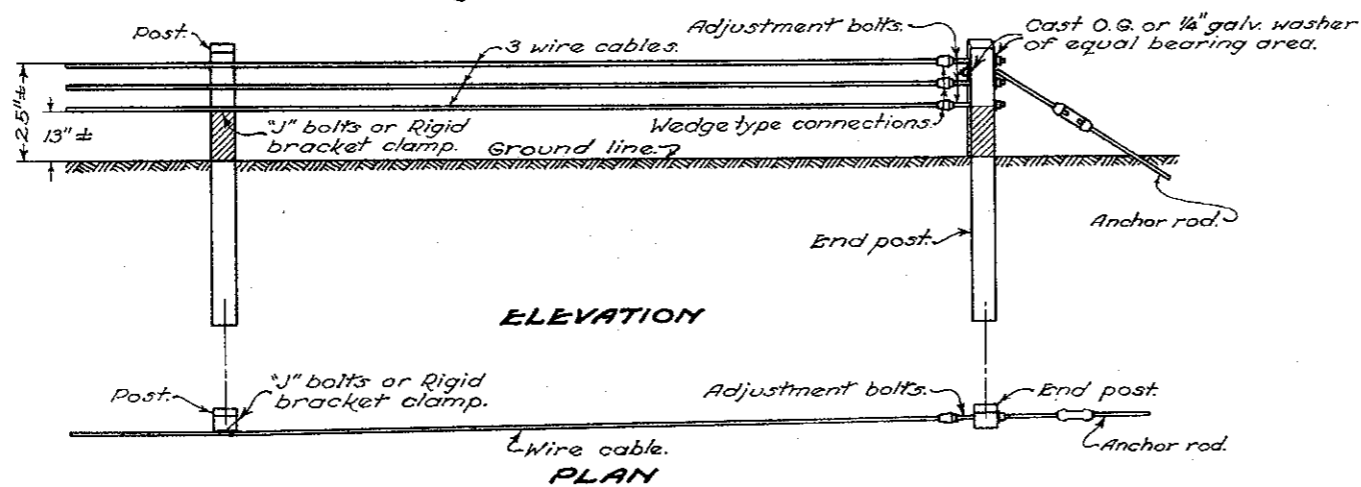 Post.
3 wire cables.
Adjustment bolts.
Cast O.G. or 1/4" galv. washer
of equal bearing area.
25" ±
13" ±
"J" bolts or Rigid
bracket clamp.
Ground line.
Wedge type connections.
Anchor rod.
End post.
ELEVATION
Post.
"J" bolts or Rigid
bracket clamp.
Adjustment bolts.
End post.
Wire cable.
Anchor rod.
PLAN